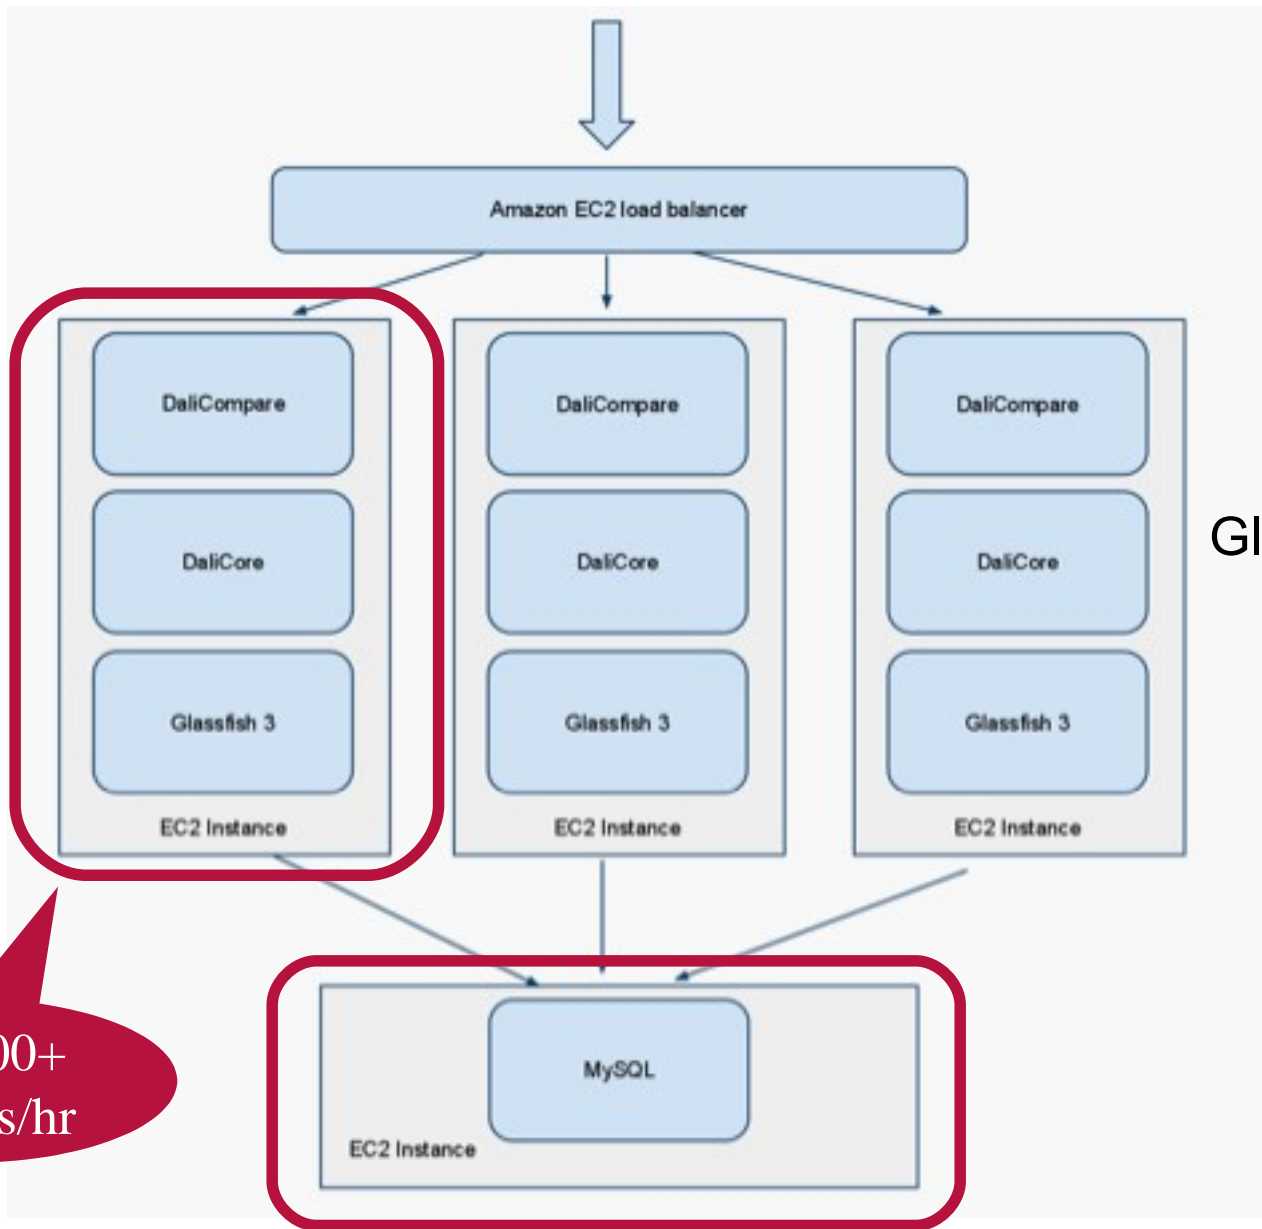 Amazon EC2 load balancer
DaliCompare
DaliCore
Glassfish 3
EC2 Instance
DaliCompare
DaliCore
Glassfish 3
EC2 Instance
DaliCompare
DaliCore
Glassfish 3
EC2 Instance
Gl
00+
s/hr
MySQL
EC2 Instance